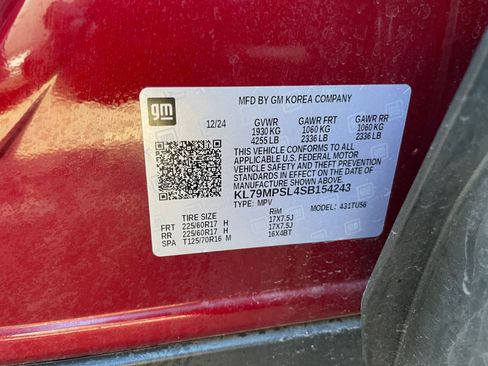 gm
MFD BY GM KOREA COMPANY
12/24 GVWR GAWR FRT GAWR RR
1930 KG 1060 KG 1060 KG
4255 LB 2336 LB 2336 LB
THIS VEHICLE CONFORMS TO ALL
APPLICABLE U.S. FEDERAL MOTOR
VEHICLE SAFETY AND THEFT PREVENTION
STANDARDS IN EFFECT ON THE DATE
OF MANUFACTURE SHOWN ABOVE.
KL79MPSL4SB154243
TYPE: MPV MODEL: 431TU56
TIRE SIZE RIM
FRT 225/60R17 H 17X7.5J
RR 225/60R17 H 17X7.5J
SPA T125/70R16 M 16X4BT